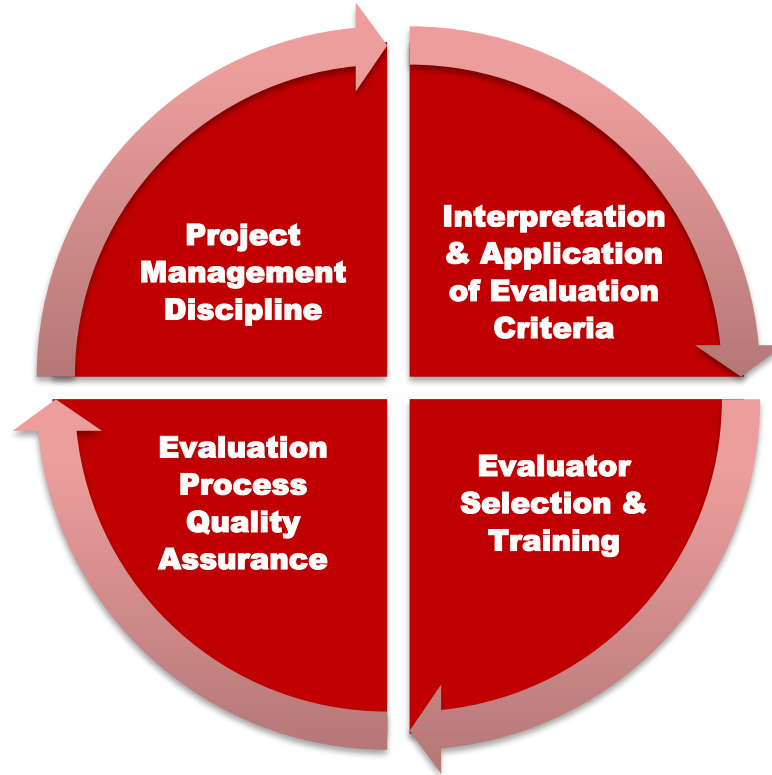 Project
Management
Discipline
Interpretation
& Application
of Evaluation
Criteria
Evaluation
Process
Quality
Assurance
Evaluator
Selection &
Training